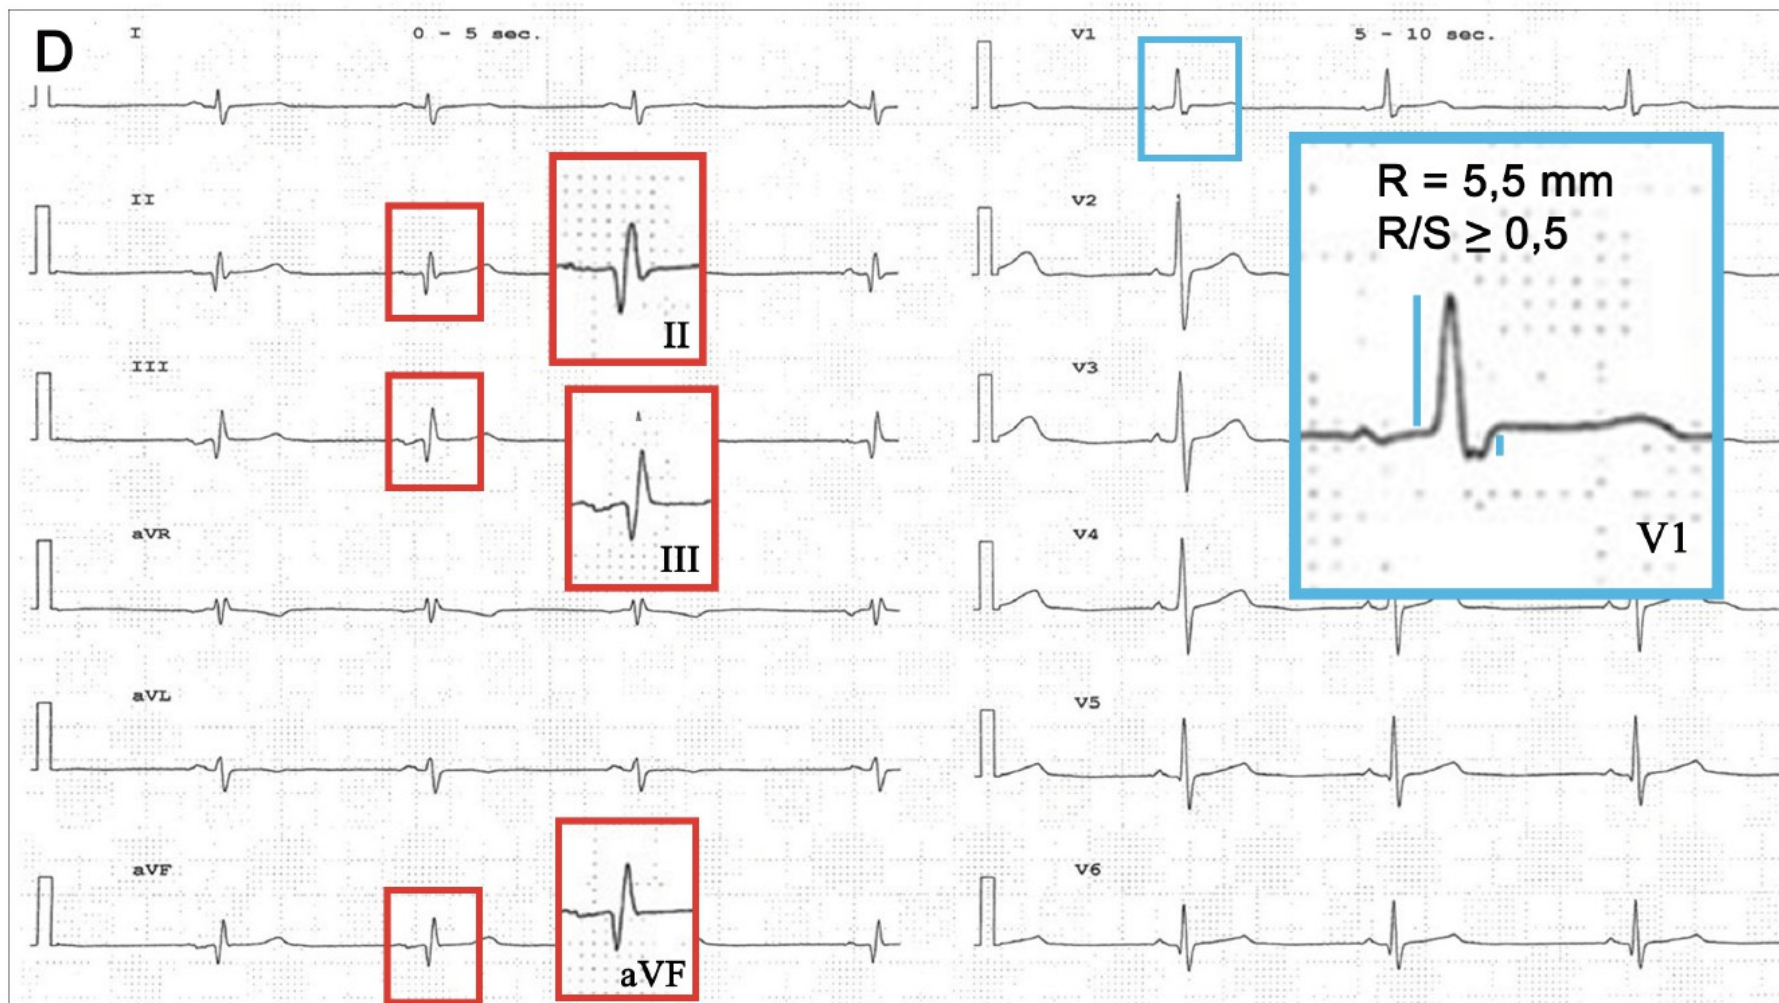 D
I
0 - 5 sec.
II
II
III
III
aVR
aVL
aVF
aVF
V1
5 - 10 sec.
R = 5,5 mm
R/S ≥ 0,5
V1
V2
V3
V4
V5
V6